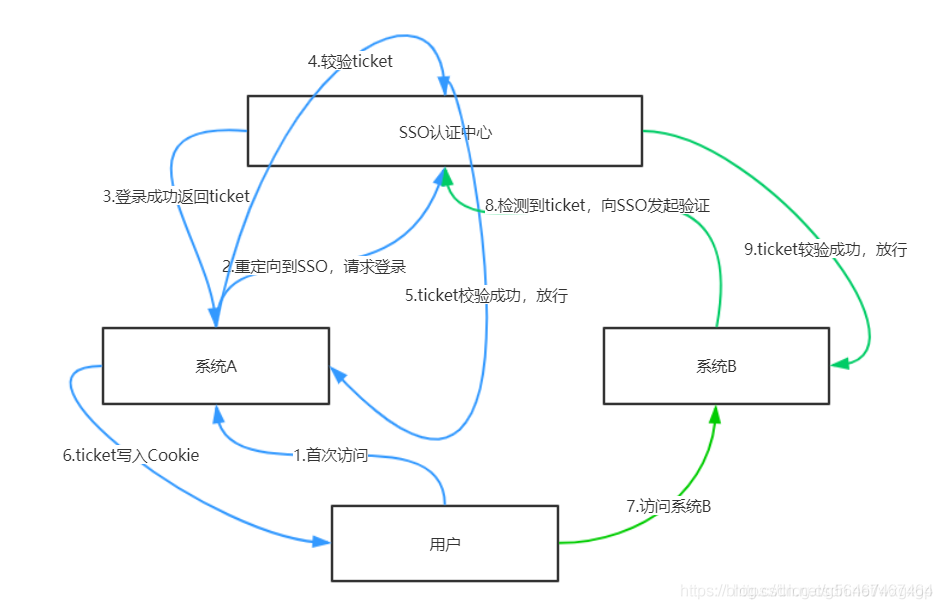 4.较验ticket
SSO认证中心
3.登录成功返回ticket
8.检测到ticket，向SSO发起验证
9.ticket较验成功，放行
2.重定向到SSO，请求登录
5.ticket校验成功，放行
系统A
系统B
6.ticket写入Cookie
1.首次访问
7.访问系统B
用户